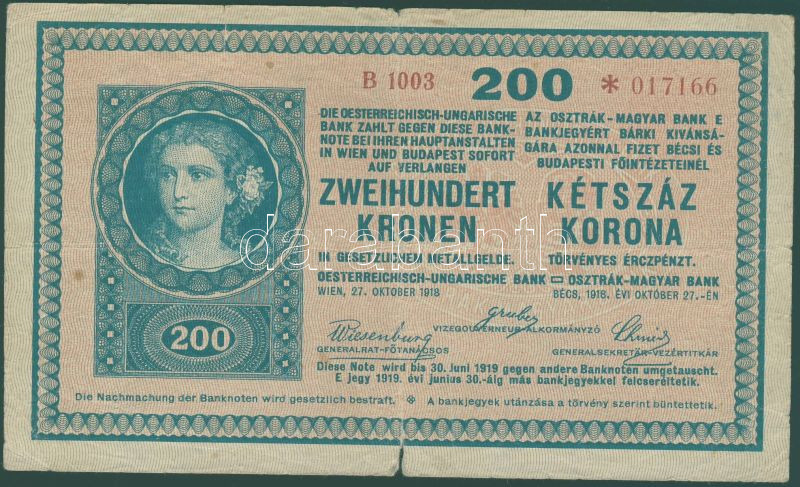 B 1003 200 * 017166
DIE OESTERREICHISCH-UNGARISCHE
BANK ZAHLT GEGEN DIESE BANK-
NOTE BEI IHREN HAUPTANSTALTEN
IN WIEN UND BUDAPEST SOFORT
AUF VERLANGEN
ZWEIHUNDERT
KRONEN
IN GESETZLICHEM METALLGELDE.
AZ OSZTRÁK-MAGYAR BANK E
BANKJEGYÉRT BÁRKI KIVÁNSÁ-
GÁRA AZONNAL FIZET BÉCSI ÉS
BUDAPESTI FŐINTÉZETEINÉL
KÉTSZÁZ
KORONA
TÖRVÉNYES ÉRCZPÉNZT.
darabanth
OESTERREICHISCH-UNGARISCHE BANK OSZTRÁK-MAGYAR BANK
WIEN, 27. OKTOBER 1918 BÉCS, 1918. ÉVI OKTÓBER 27.-ÉN
200
Wiesenburg
GENERALRAT-FŐTANÁCSOS
Gruber
VIZEGOUVERNEUR-ALKORMÁNYZÓ
Schmid
GENERALSEKRETÄR-VEZÉRTITKÁR
Diese Note wird bis 30. Juni 1919 gegen andere Banknoten umgetauscht.
E jegy 1919. évi junius 30.-áig más bankjegyekkel felcseréltetik.
Die Nachmachung der Banknoten wird gesetzlich bestraft. ※ A bankjegyek utánzása a törvény szerint büntettetik.